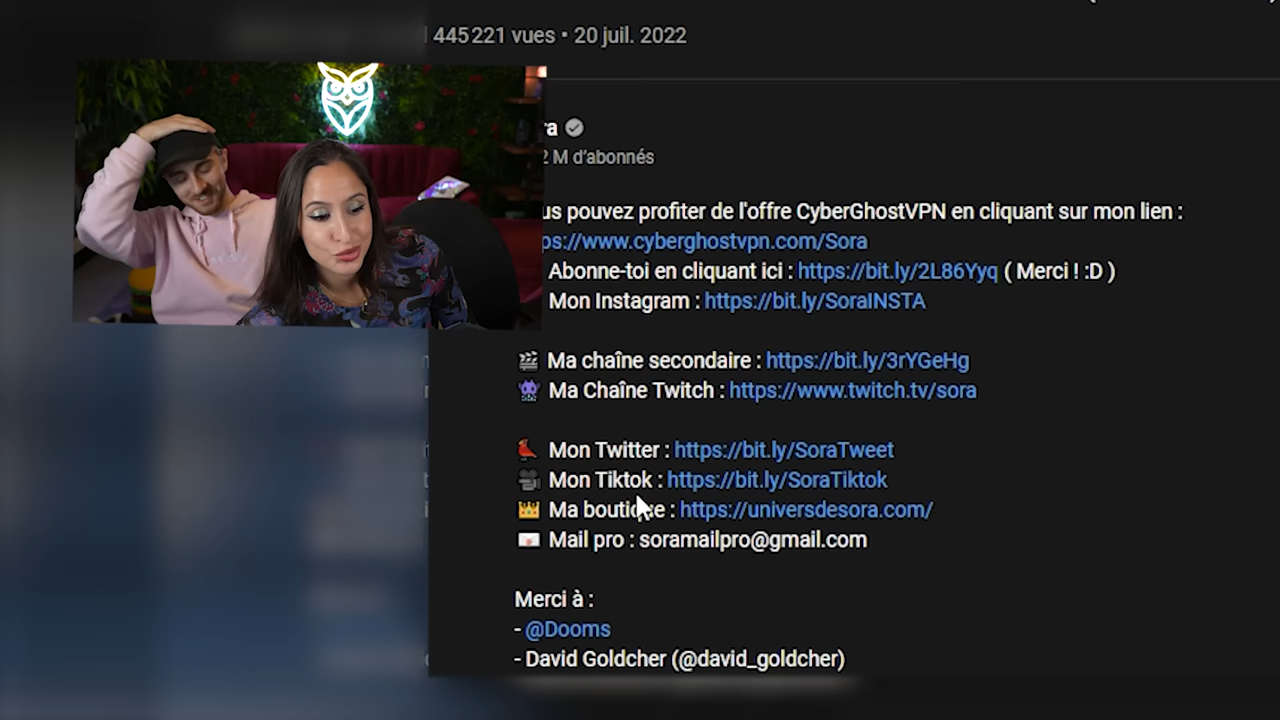 445 221 vues • 20 juil. 2022
ra
2 M d'abonnés
us pouvez profiter de l'offre CyberGhostVPN en cliquant sur mon lien :
ps://www.cyberghostvpn.com/Sora
Abonne-toi en cliquant ici : https://bit.ly/2L86Yyq ( Merci ! :D )
Mon Instagram : https://bit.ly/SoraINSTA
Ma chaîne secondaire : https://bit.ly/3rYGeHg
Ma Chaîne Twitch : https://www.twitch.tv/sora
Mon Twitter : https://bit.ly/SoraTweet
Mon Tiktok : https://bit.ly/SoraTiktok
Ma boutique : https://universdesora.com/
Mail pro : soramailpro@gmail.com
Merci à :
- @Dooms
- David Goldcher (@david_goldcher)